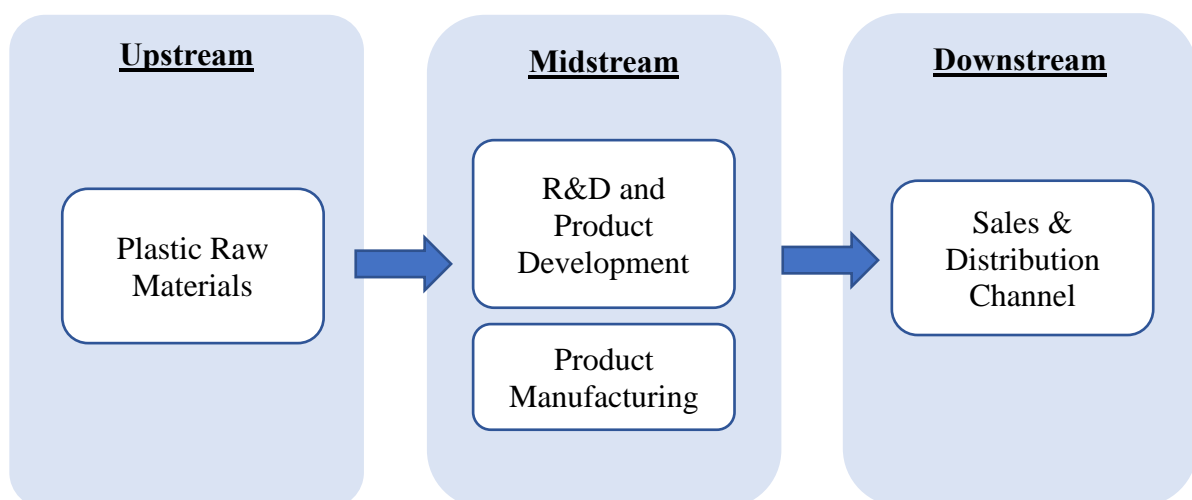 Upstream
Plastic Raw
Materials
Midstream
R&D and
Product
Development
Product
Manufacturing
Downstream
Sales &
Distribution
Channel